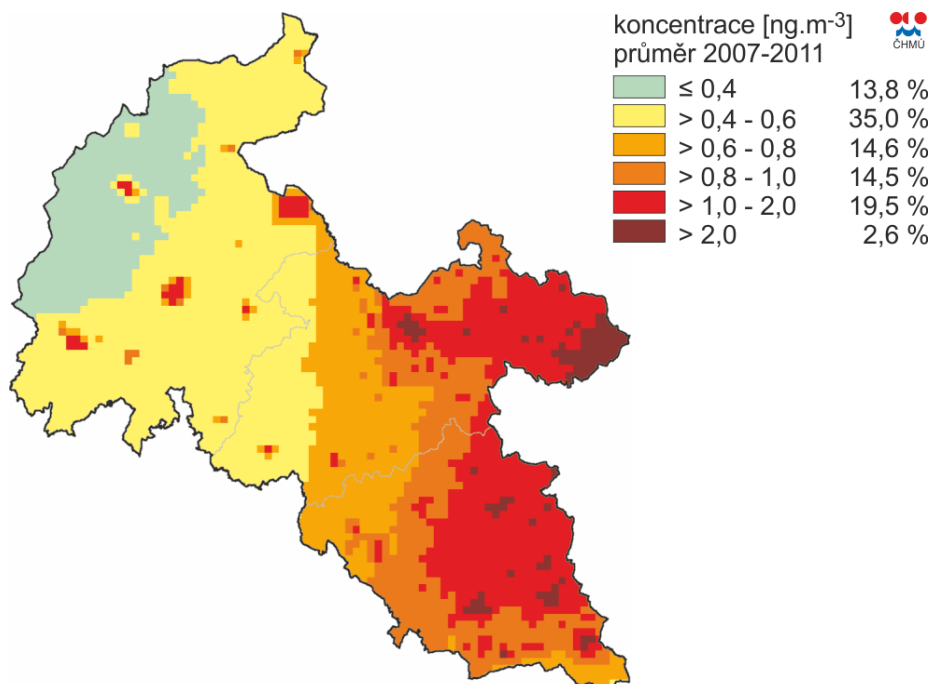 koncentrace [ng.m-3]
průměr 2007-2011
ČHMÚ
≤ 0,4 13,8 %
> 0,4 - 0,6 35,0 %
> 0,6 - 0,8 14,6 %
> 0,8 - 1,0 14,5 %
> 1,0 - 2,0 19,5 %
> 2,0 2,6 %